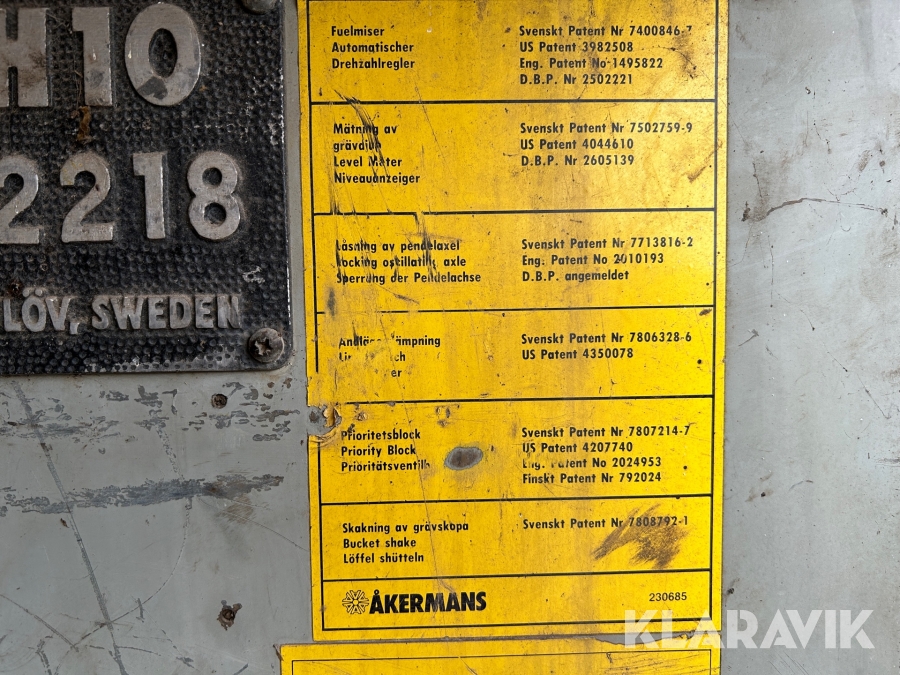 H10
2218
LÖV, SWEDEN
Fuelmiser
Automatischer
Drehzahlregler
Svenskt Patent Nr 7400846-7
US Patent 3982508
Eng. Patent No 1495822
D.B.P. Nr 2502221
Mätning av
grävdjup
Level Meter
Niveauanzeiger
Svenskt Patent Nr 7502759-9
US Patent 4044610
D.B.P. Nr 2605139
Låsning av pendelaxel
Locking oscillating axle
Sperrung der Pendelachse
Svenskt Patent Nr 7713816-2
Eng. Patent No 2010193
D.B.P. angemeldet
Svenskt Patent Nr 7806328-6
US Patent 4350078
Prioritetsblock
Priority Block
Prioritätsventil
Svenskt Patent Nr 7807214-7
US Patent 4207740
Eng. Patent No 2024953
Finskt Patent Nr 792024
Skakning av grävskopa
Bucket shake
Löffel shütteln
Svenskt Patent Nr 7808792-1
ÅKERMANS
230685
KLARAVIK